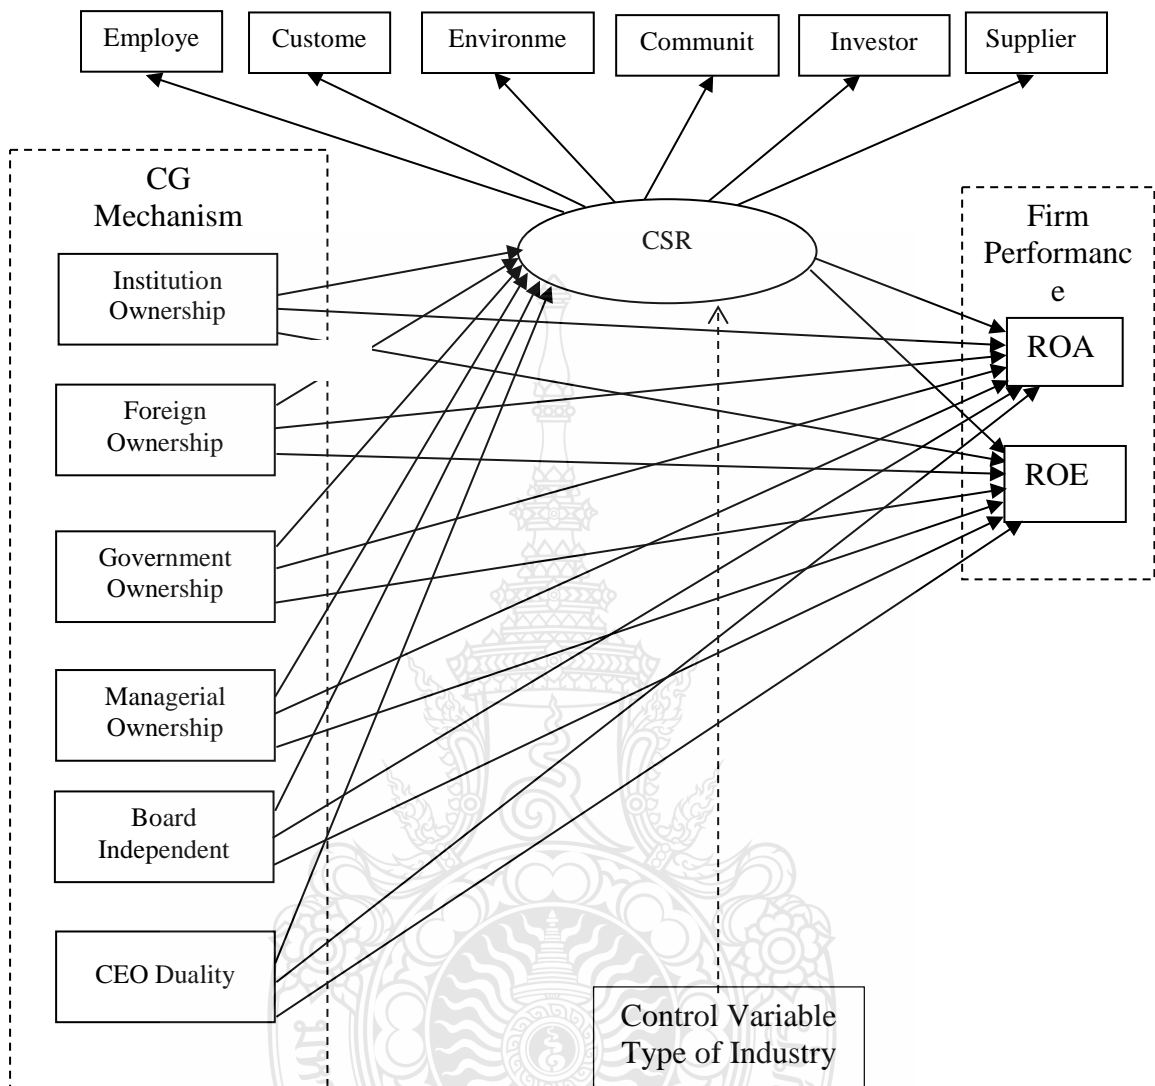 Employe
Custome
Environme
Communit
Investor
Supplier
CG
Mechanism
Institution
Ownership
Foreign
Ownership
Government
Ownership
Managerial
Ownership
Board
Independent
CEO Duality
CSR
Firm
Performanc
e
ROA
ROE
Control Variable
Type of Industry